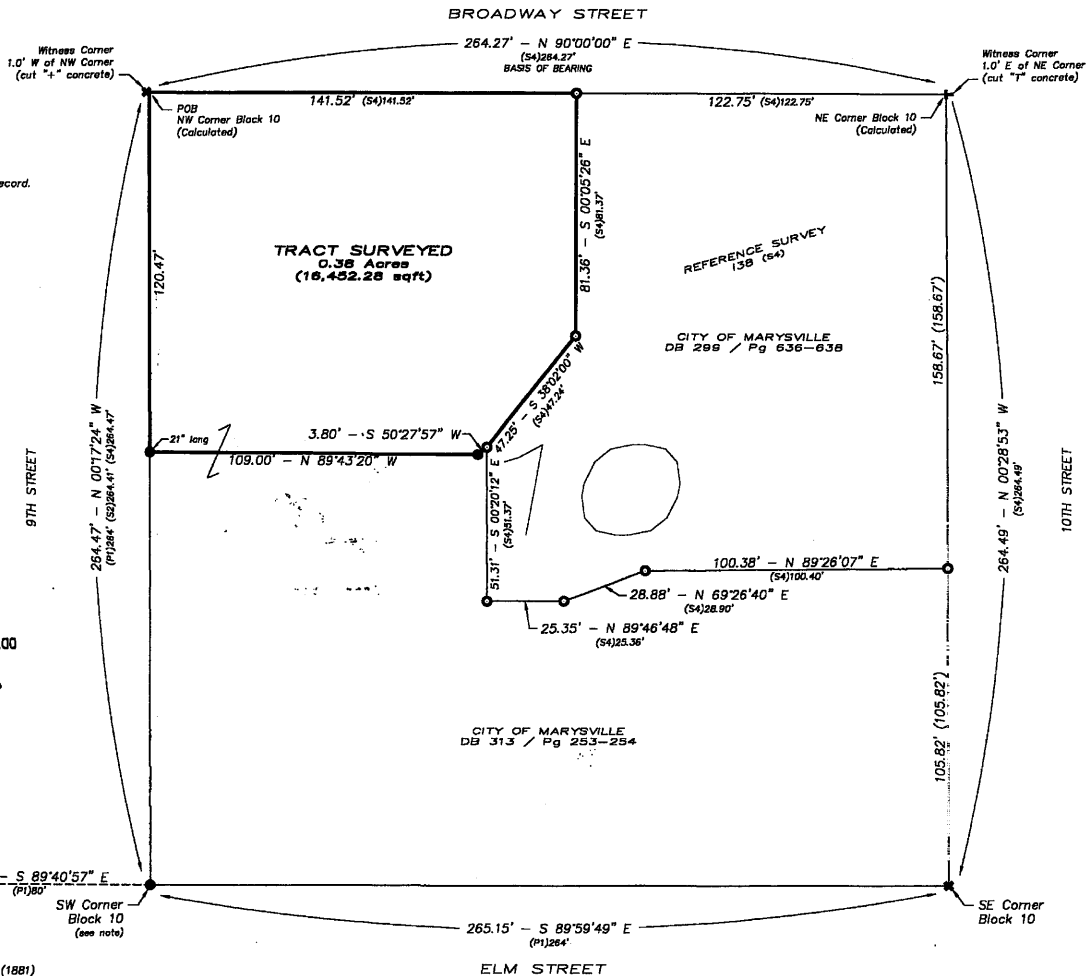 BROADWAY STREET
264.27' - N 90°00'00" E
(S4)264.27'
BASIS OF BEARING
Witness Corner
1.0' W of NW Corner
(cut "+" concrete)
Witness Corner
1.0' E of NE Corner
(cut "T" concrete)
141.52' (S4)141.52'
122.75' (S4)122.75'
POB
NW Corner Block 10
(Calculated)
NE Corner Block 10
(Calculated)
ecord.
TRACT SURVEYED
0.38 Acres
(16,452.28 sqft)
120.47'
81.36' - S 00°05'26" E
(S4)81.37'
REFERENCE SURVEY
138 (S4)
CITY OF MARYSVILLE
DB 299 / Pg 636-638
158.67' (158.67')
47.25' - S 38°02'00" W
(S4)47.24'
3.80' - S 50°27'57" W
21" long
109.00' - N 89°43'20" W
9TH STREET
264.47' - N 00°17'24" W
(P1)264' (S2)264.41' (S4)264.47'
10
51.31' - S 00°20'12" E
(S4)51.37'
264.49' - N 00°28'53" W
(S4)264.49'
10TH STREET
100.38' - N 89°26'07" E
(S4)100.40'
28.88' - N 69°26'40" E
(S4)28.90'
25.35' - N 89°46'48" E
(S4)25.36'
.00
CITY OF MARYSVILLE
DB 313 / Pg 253-254
105.82' (105.82')
- S 89°40'57" E
(P1)80'
SW Corner
Block 10
(see note)
SE Corner
Block 10
265.15' - S 89°59'49" E
(P1)264'
ELM STREET
(1881)